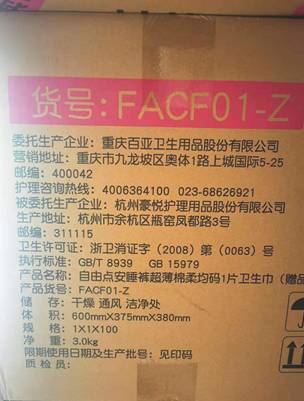 货号:FACF01-Z
委托生产企业：重庆百亚卫生用品股份有限公司
营销地址：重庆市九龙坡区奥体1路上城国际5-25
邮编：400042
护理咨询热线：4006364100 023-68626921
被委托生产企业：杭州豪悦护理用品股份有限公司
生产地址：杭州市余杭区瓶窑凤都路3号
邮编：311115
卫生许可证：浙卫消证字（2008）第（0063）号
执行标准：GB/T 8939 GB 15979
产品名称：自由点安睡裤超薄棉柔均码1片卫生巾（赠品
产品货号：FACF01-Z
储 存：干燥 通风 洁净处
体 积：600mmX375mmX380mm
规 格：1X1X100
净 重：3.0kg
限期使用日期及生产批号：见印码